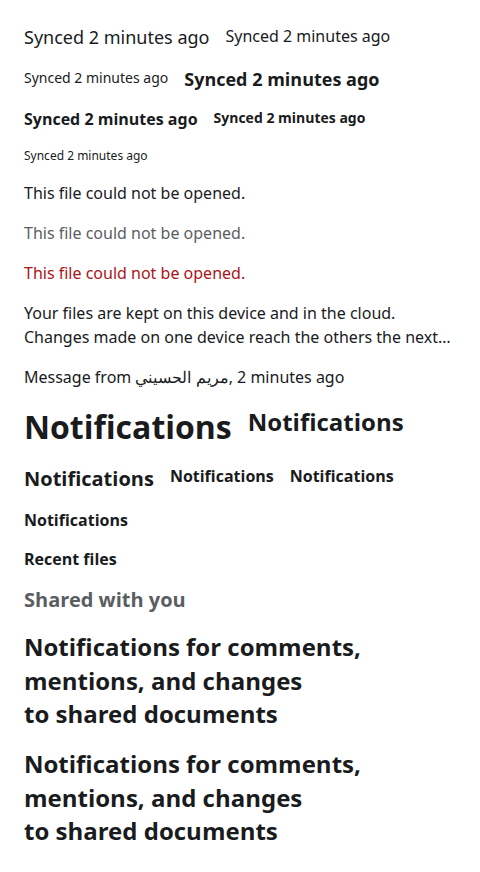 Synced 2 minutes ago Synced 2 minutes ago
Synced 2 minutes ago Synced 2 minutes ago
Synced 2 minutes ago Synced 2 minutes ago
Synced 2 minutes ago
This file could not be opened.
This file could not be opened.
This file could not be opened.
Your files are kept on this device and in the cloud.
Changes made on one device reach the others the next…
Message from مريم الحسيني, 2 minutes ago
Notifications Notifications
Notifications Notifications Notifications
Notifications
Recent files
Shared with you
Notifications for comments,
mentions, and changes
to shared documents
Notifications for comments,
mentions, and changes
to shared documents